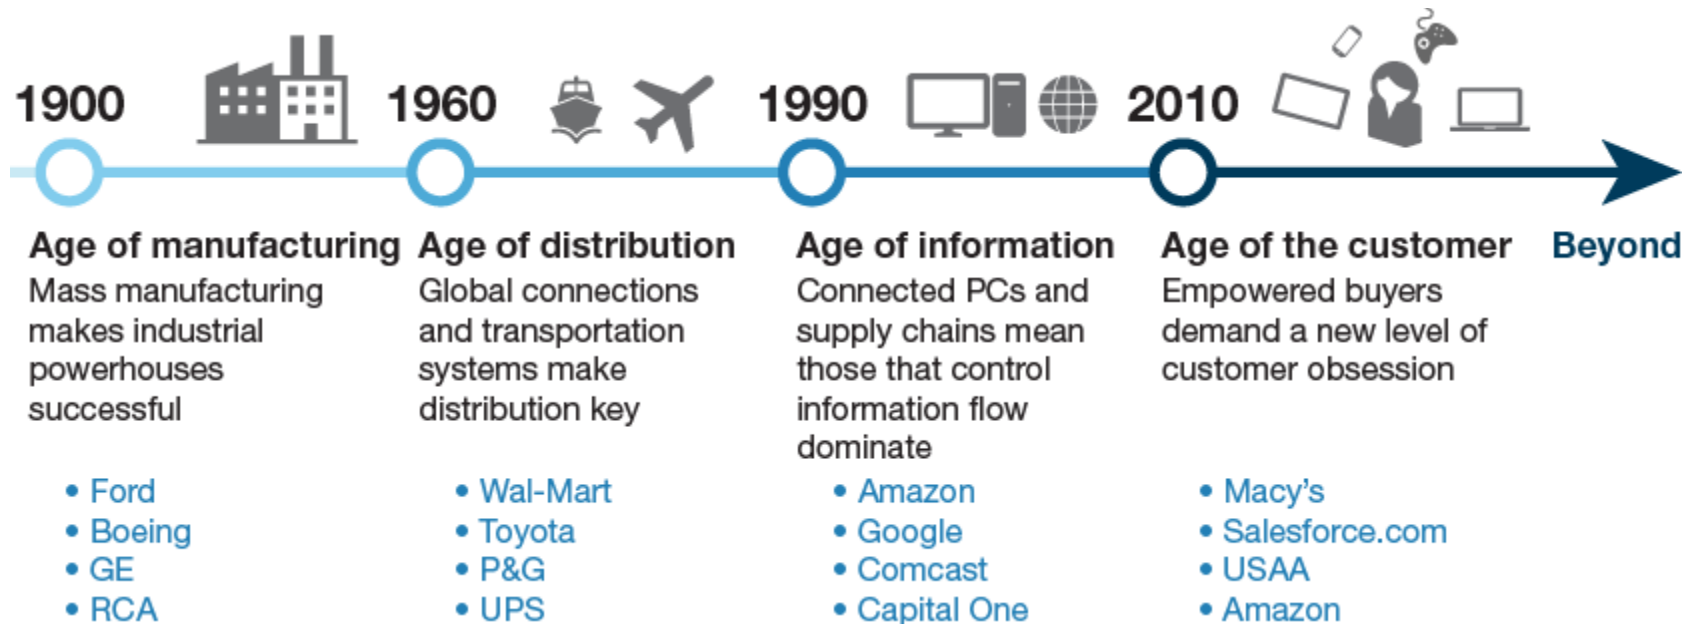 1900
1960
1990
2010
Age of manufacturing
Mass manufacturing
makes industrial
powerhouses
successful
• Ford
• Boeing
• GE
• RCA
Age of distribution
Global connections
and transportation
systems make
distribution key
• Wal-Mart
• Toyota
• P&G
• UPS
Age of information
Connected PCs and
supply chains mean
those that control
information flow
dominate
• Amazon
• Google
• Comcast
• Capital One
Age of the customer
Empowered buyers
demand a new level of
customer obsession
• Macy's
• Salesforce.com
• USAA
• Amazon
Beyond